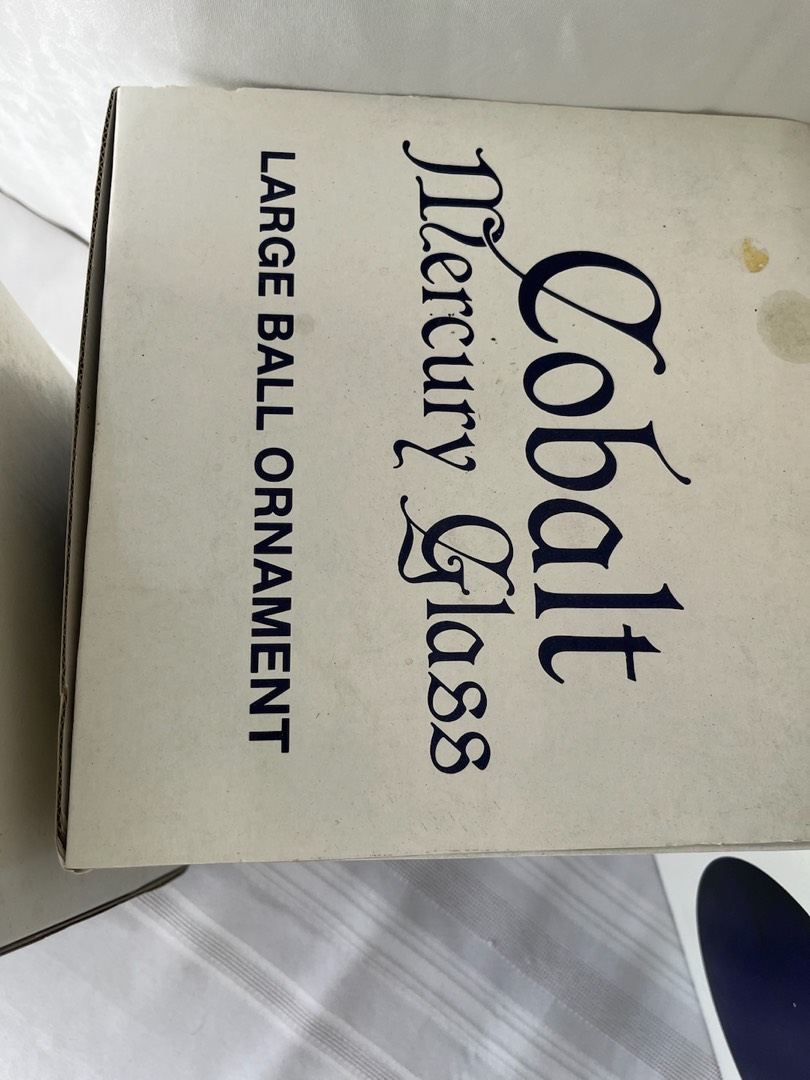 Cobalt
Mercury Glass
LARGE BALL ORNAMENT